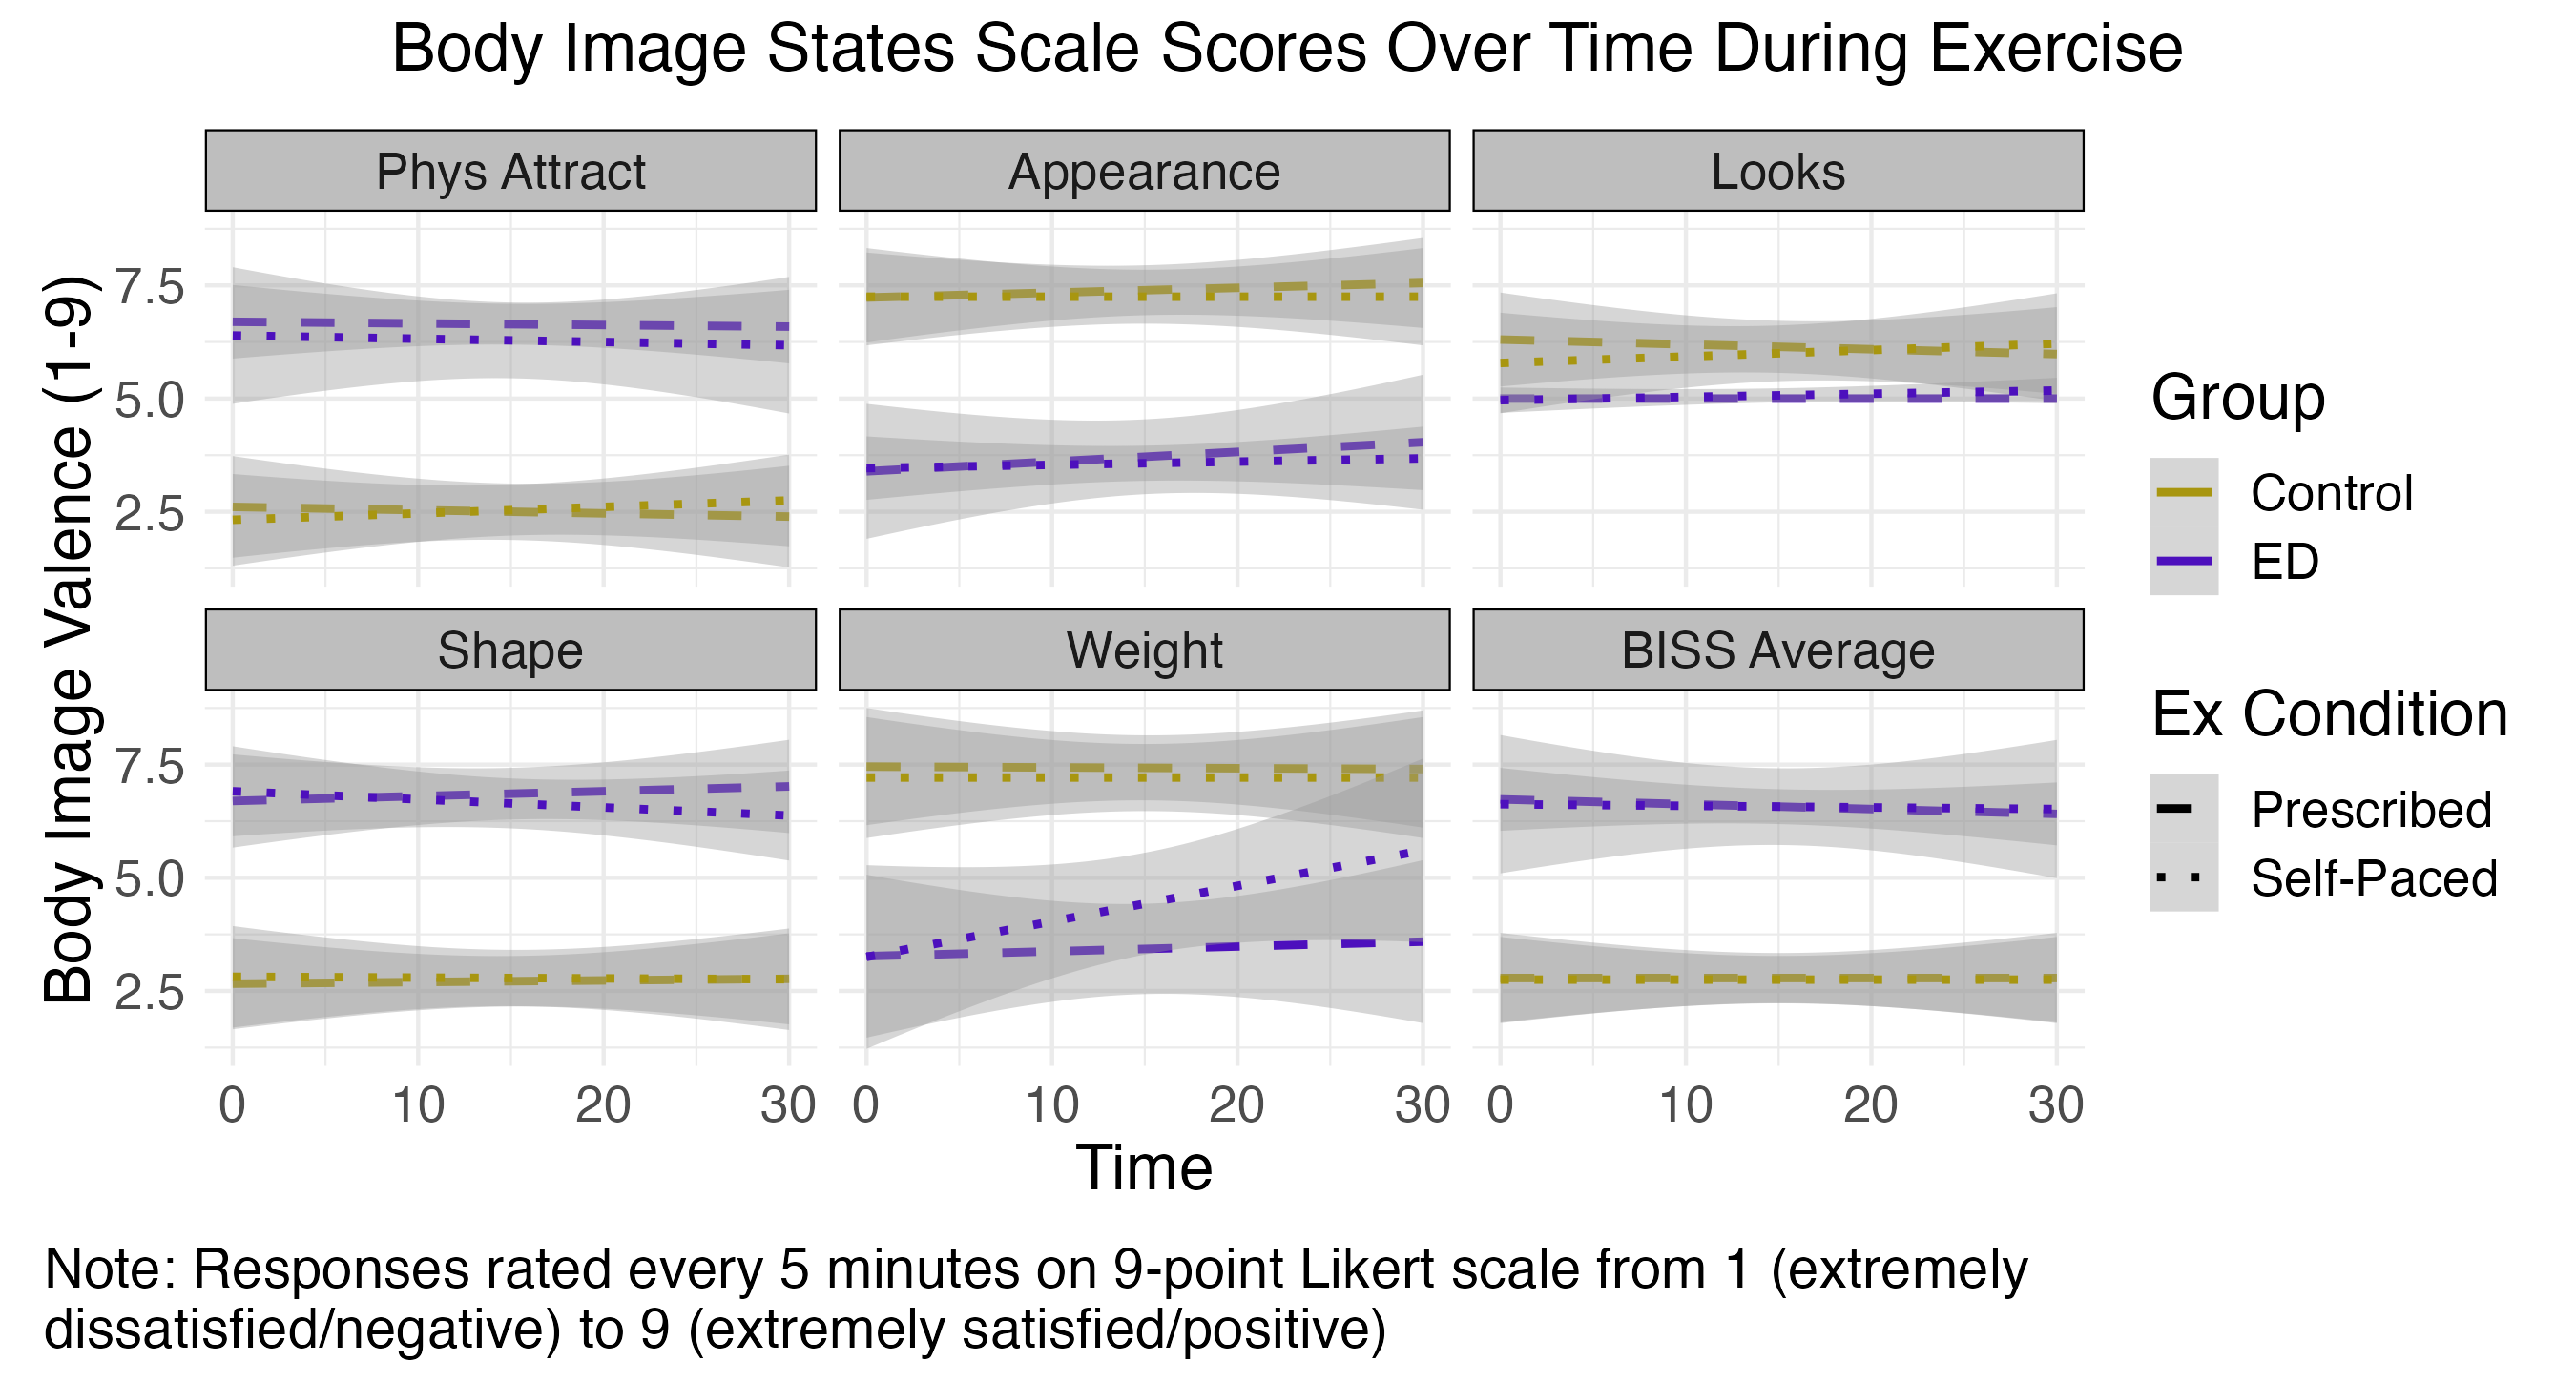 Body Image States Scale Scores Over Time During Exercise
Phys Attract
Appearance
Looks
7.5
5.0
2.5
Shape
Weight
BISS Average
7.5
5.0
2.5
0
10
20
30
0
10
20
30
0
10
20
30
Body Image Valence (1-9)
Time
Group
Control
ED
Ex Condition
Prescribed
Self-Paced
Note: Responses rated every 5 minutes on 9-point Likert scale from 1 (extremely
dissatisfied/negative) to 9 (extremely satisfied/positive)